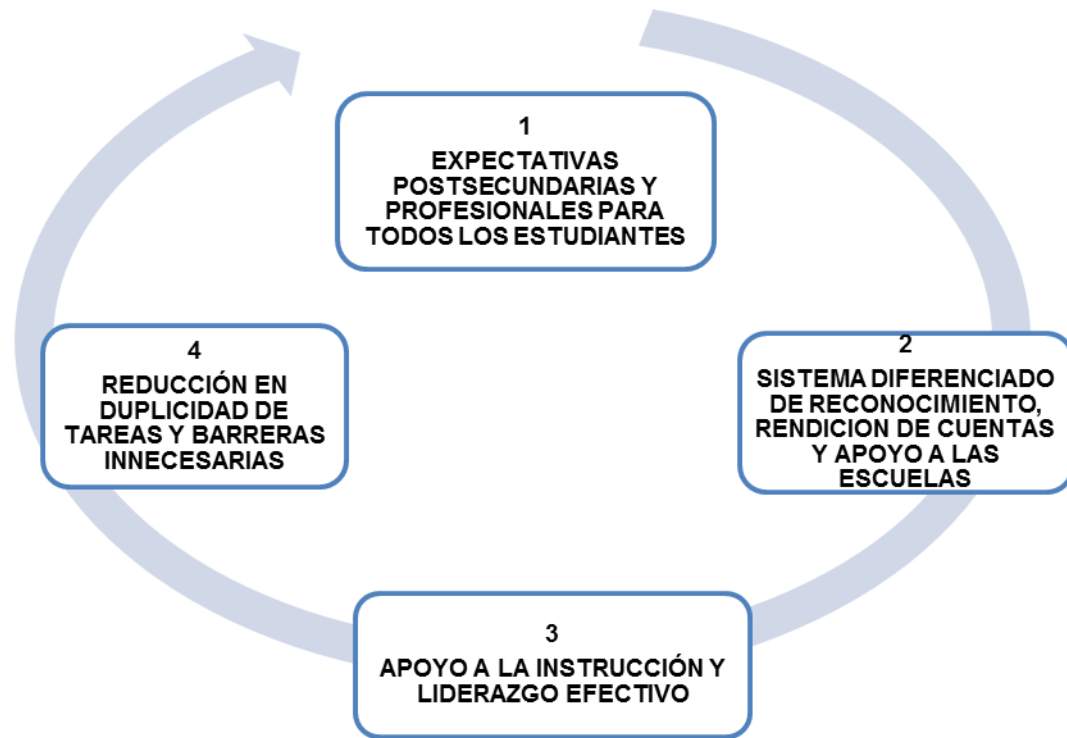 1
EXPECTATIVAS
POSTSECUNDARIAS Y
PROFESIONALES PARA
TODOS LOS ESTUDIANTES
2
SISTEMA DIFERENCIADO
DE RECONOCIMIENTO,
RENDICION DE CUENTAS
Y APOYO A LAS
ESCUELAS
3
APOYO A LA INSTRUCCIÓN Y
LIDERAZGO EFECTIVO
4
REDUCCIÓN EN
DUPLICIDAD DE
TAREAS Y BARRERAS
INNECESARIAS